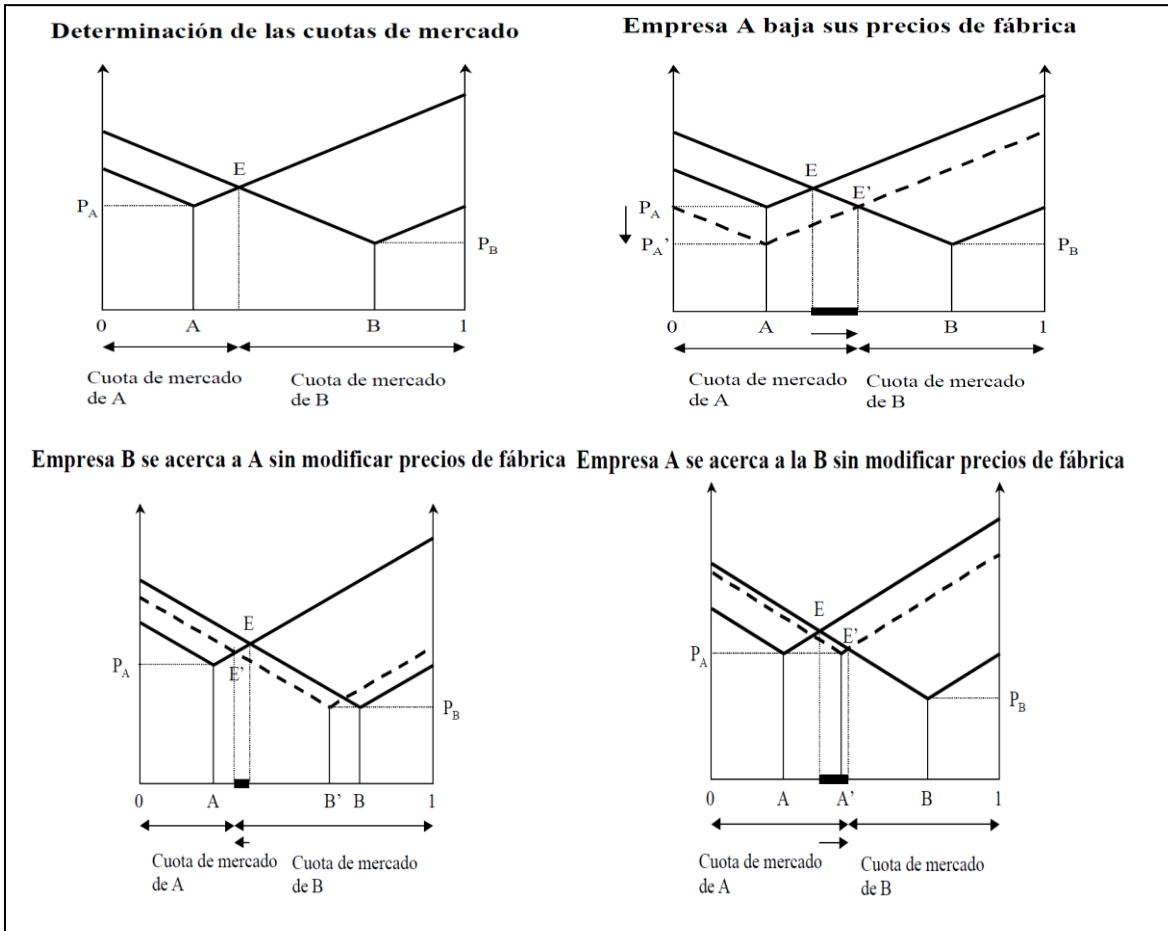 Determinación de las cuotas de mercado
E
P_A
P_B
0 A B 1
Cuota de mercado
de A
Cuota de mercado
de B
Empresa A baja sus precios de fábrica
E
E'
P_A
P_A'
P_B
0 A B 1
Cuota de mercado
de A
Cuota de mercado
de B
Empresa B se acerca a A sin modificar precios de fábrica
E
P_A
E'
P_B
0 A B' B 1
Cuota de mercado
de A
Cuota de mercado
de B
Empresa A se acerca a la B sin modificar precios de fábrica
E
E'
P_A
P_B
0 A A' B 1
Cuota de mercado
de A
Cuota de mercado
de B